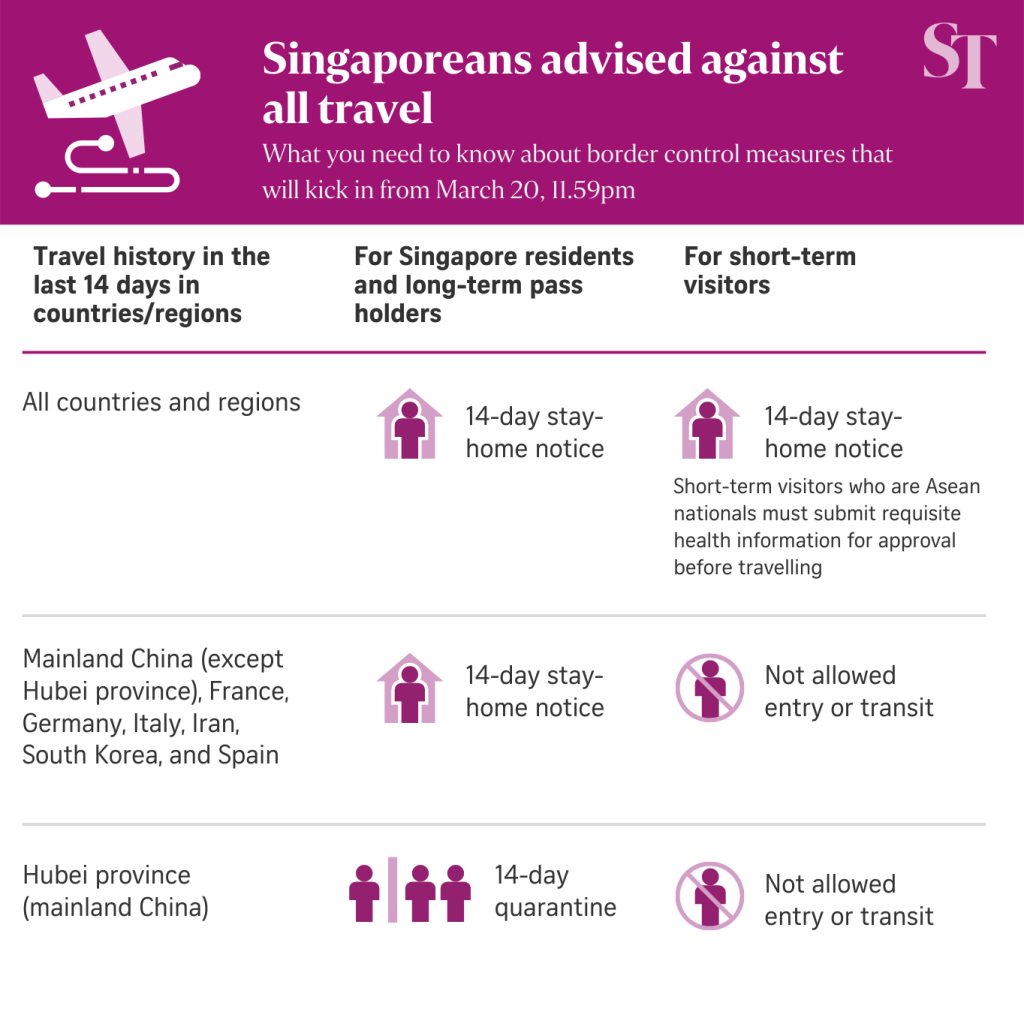 ST
Singaporeans advised against
all travel
What you need to know about border control measures that
will kick in from March 20, 11.59pm
Travel history in the
last 14 days in
countries/regions
For Singapore residents
and long-term pass
holders
For short-term
visitors
All countries and regions
14-day stay-
home notice
14-day stay-
home notice
Short-term visitors who are Asean
nationals must submit requisite
health information for approval
before travelling
Mainland China (except
Hubei province), France,
Germany, Italy, Iran,
South Korea, and Spain
14-day stay-
home notice
Not allowed
entry or transit
Hubei province
(mainland China)
14-day
quarantine
Not allowed
entry or transit